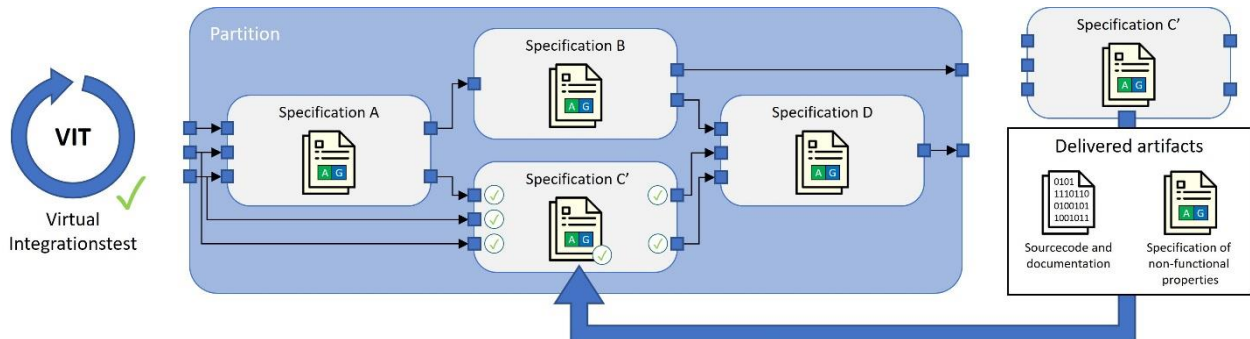 Partition
Specification B
Specification C’
Specification A
A G
A G
A G
Specification D
A G
VIT
Delivered artifacts
Specification C’
A G
0101
1110110
0100101
1001011
A G
Virtual
Integrationstest
Sourcecode and
documentation
Specification of
non-functional
properties